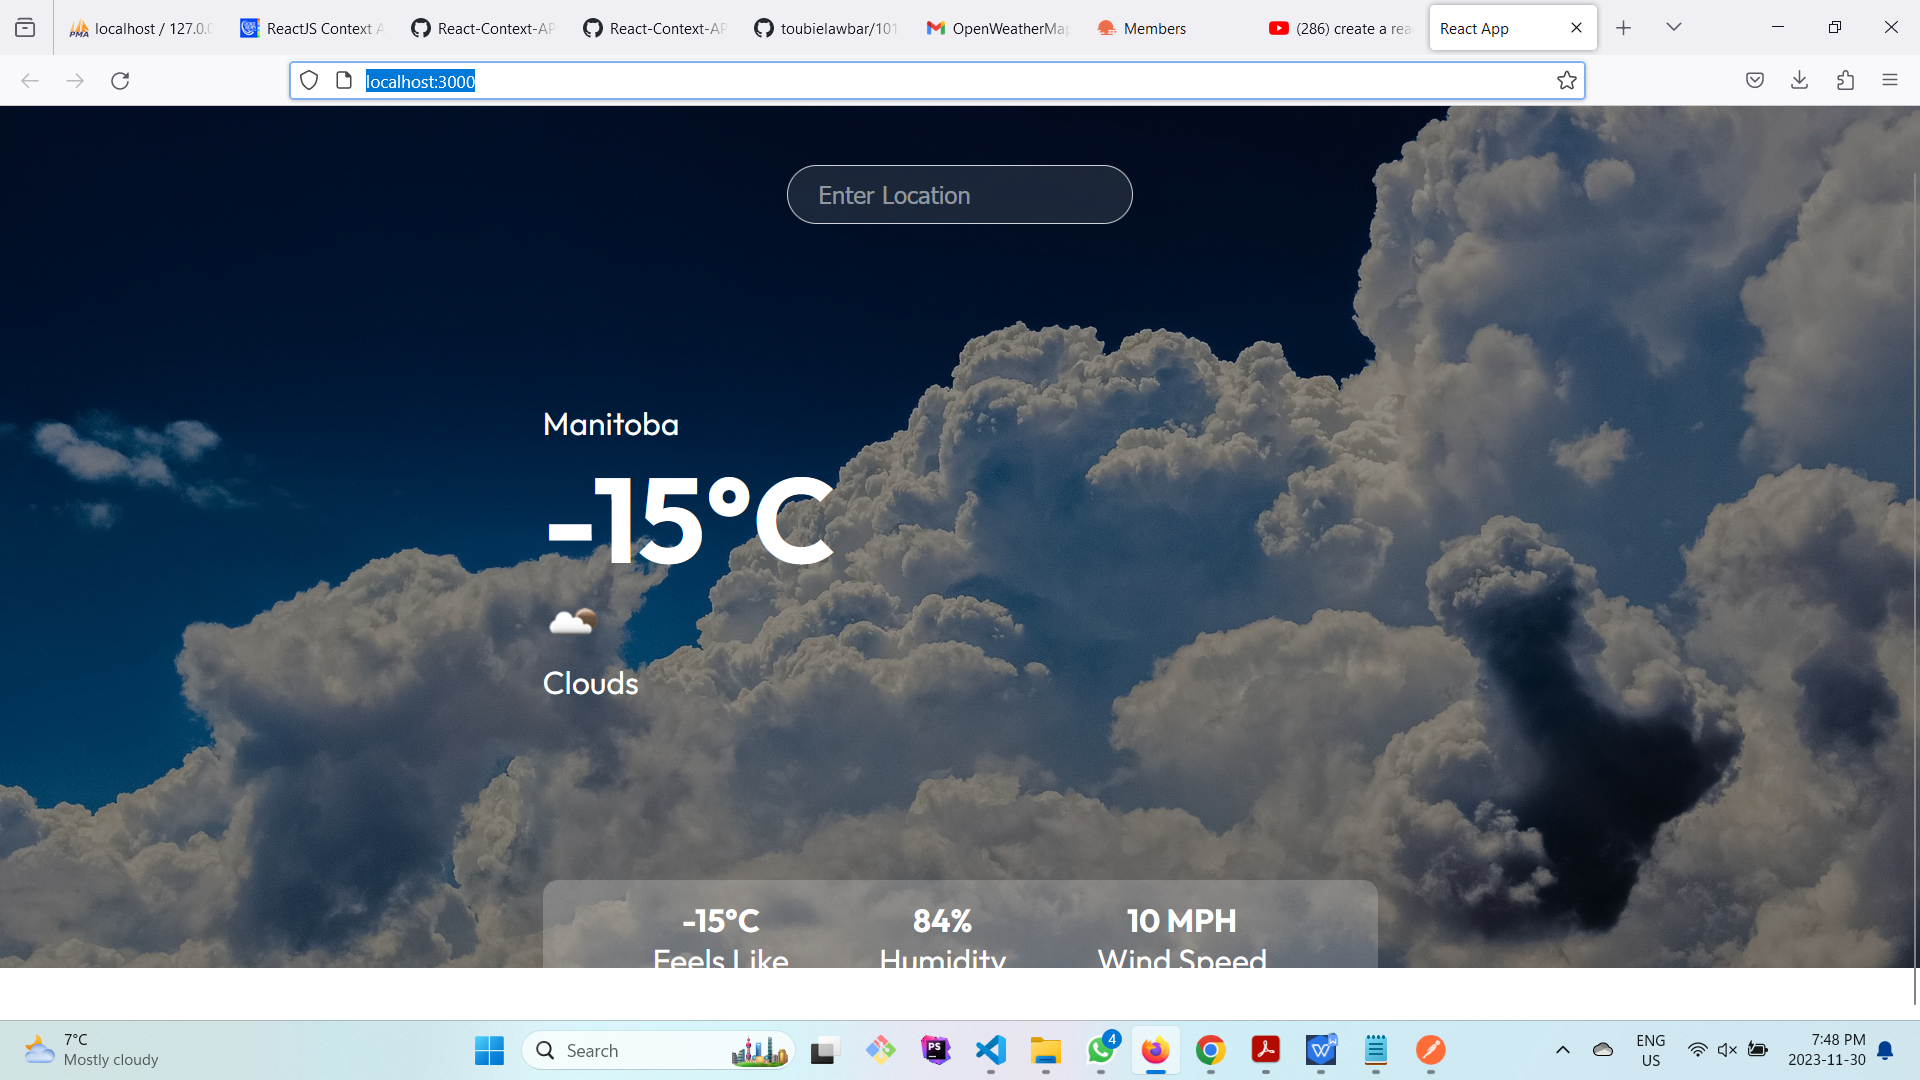 localhost / 127.0.0
ReactJS Context A
React-Context-AP
React-Context-AP
toubielawbar/101
OpenWeatherMap
Members
(286) create a rea
React App
localhost:3000
Enter Location
Manitoba
-15°C
Clouds
-15°C 84% 10 MPH
Feels Like Humidity Wind Speed
7°C
Mostly cloudy
Search
4
ENG
US
7:48 PM
2023-11-30